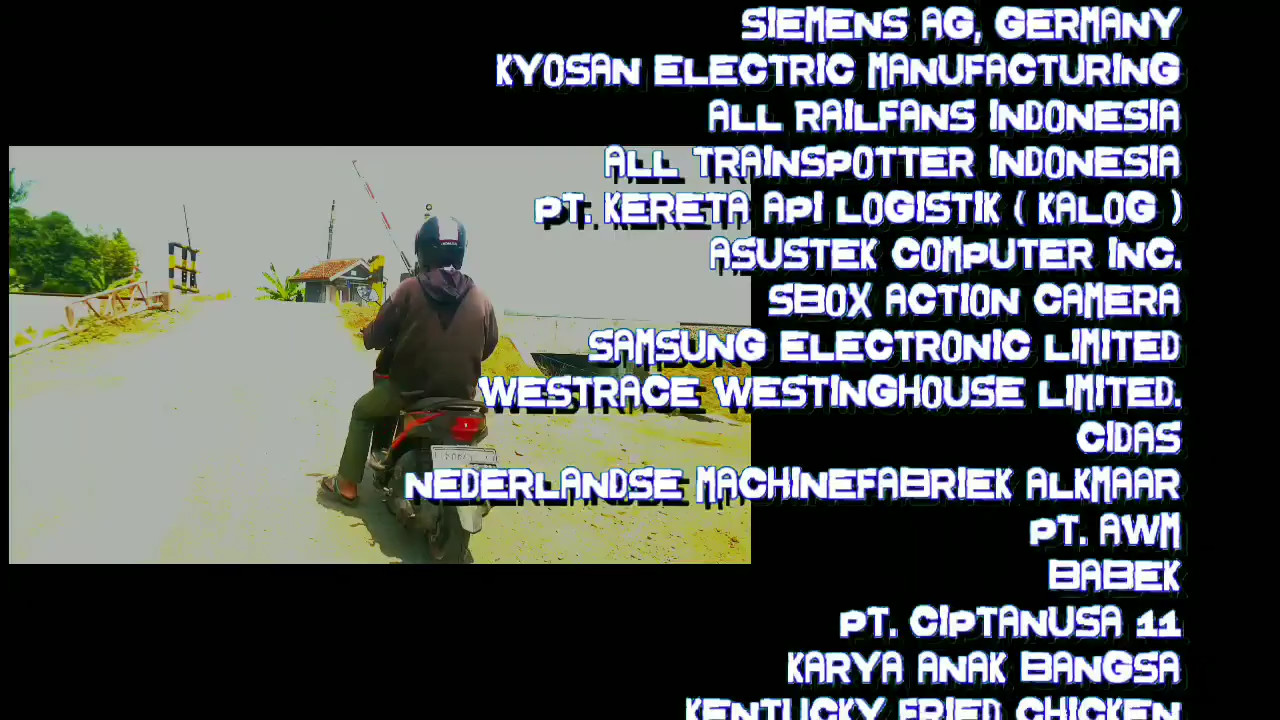 SIEMENS AG, GERMANY
KYOSAN ELECTRIC MANUFACTURING
ALL RAILFANS INDONESIA
ALL TRAINSPOTTER INDONESIA
PT. KERETA API LOGISTIK ( KALOG )
ASUSTEK COMPUTER INC.
SBOX ACTION CAMERA
SAMSUNG ELECTRONIC LIMITED
WESTRACE WESTINGHOUSE LIMITED.
CIDAS
NEDERLANDSE MACHINEFABRIEK ALKMAAR
PT. AWM
BABEK
PT. CIPTANUSA 11
KARYA ANAK BANGSA
KENTUCKY FRIED CHICKEN